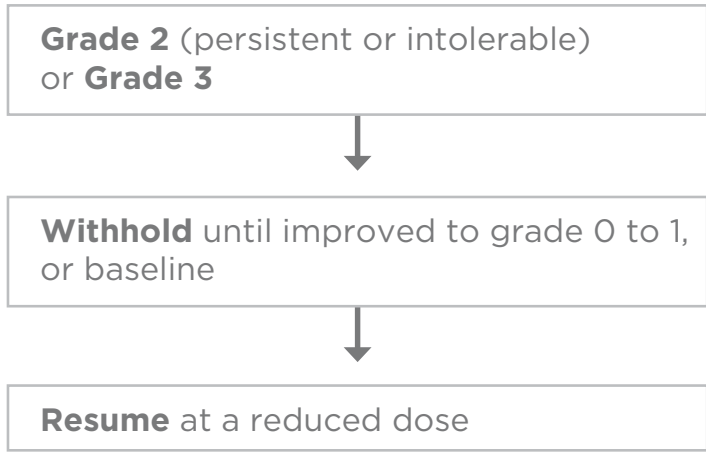 Grade 2 (persistent or intolerable)
or Grade 3
Withhold until improved to grade 0 to 1,
or baseline
Resume at a reduced dose